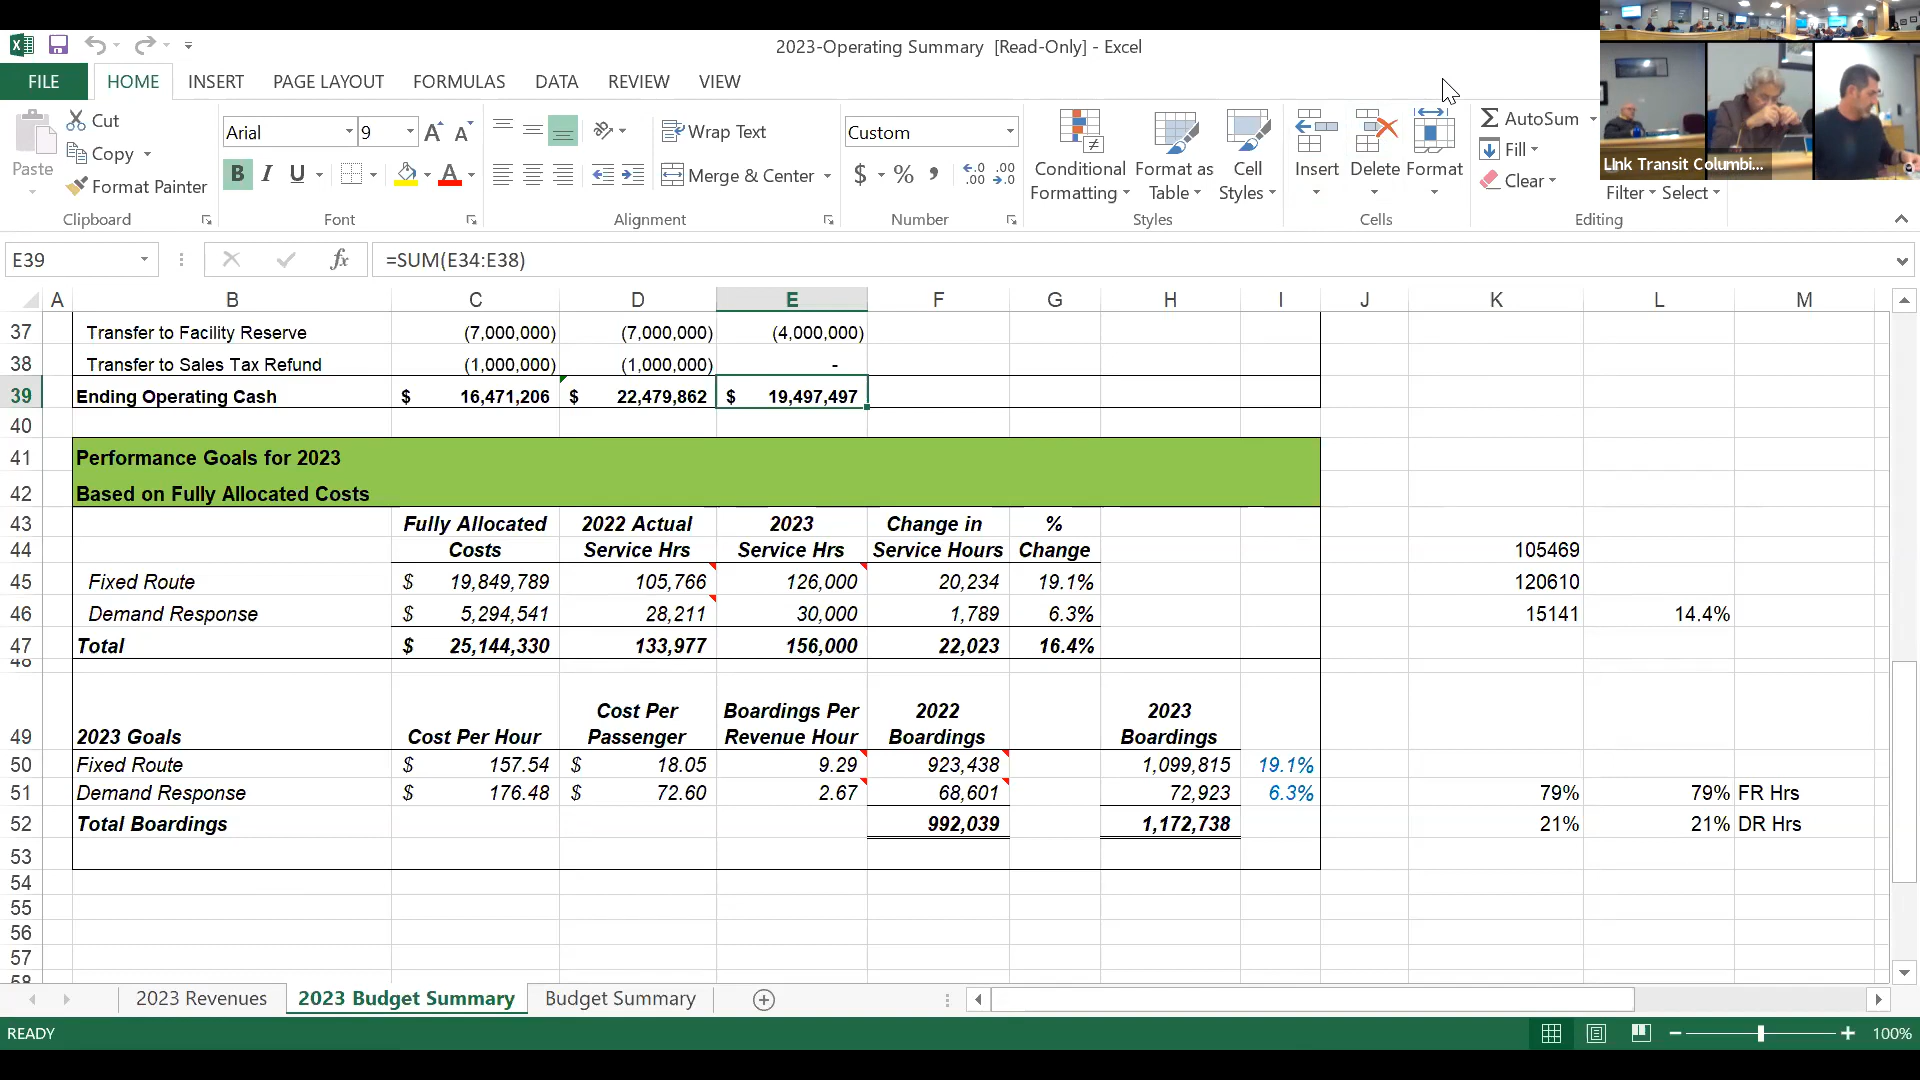 2023-Operating Summary [Read-Only] - Excel
FILE HOME INSERT PAGE LAYOUT FORMULAS DATA REVIEW VIEW
Paste
Cut
Copy
Format Painter
Clipboard
Arial 9
B I U
Font
Wrap Text
Merge & Center
Alignment
Custom
$ % ,
Number
Conditional Formatting
Format as Table
Cell Styles
Styles
Insert Delete Format
Cells
AutoSum
Fill
Clear
Filter Select
Editing
LInk Transit Columbi...
E39 fx =SUM(E34:E38)
A B C D E F G H I J K L M
37 Transfer to Facility Reserve (7,000,000) (7,000,000) (4,000,000)
38 Transfer to Sales Tax Refund (1,000,000) (1,000,000) -
39 Ending Operating Cash $ 16,471,206 $ 22,479,862 $ 19,497,497
40
41 Performance Goals for 2023
42 Based on Fully Allocated Costs
43 Fully Allocated 2022 Actual 2023 Change in %
44 Costs Service Hrs Service Hrs Service Hours Change 105469
45 Fixed Route $ 19,849,789 105,766 126,000 20,234 19.1% 120610
46 Demand Response $ 5,294,541 28,211 30,000 1,789 6.3% 15141 14.4%
47 Total $ 25,144,330 133,977 156,000 22,023 16.4%
48
Cost Per Boardings Per 2022 2023
49 2023 Goals Cost Per Hour Passenger Revenue Hour Boardings Boardings
50 Fixed Route $ 157.54 $ 18.05 9.29 923,438 1,099,815 19.1%
51 Demand Response $ 176.48 $ 72.60 2.67 68,601 72,923 6.3% 79% 79% FR Hrs
52 Total Boardings 992,039 1,172,738 21% 21% DR Hrs
53
54
55
56
57
58
2023 Revenues 2023 Budget Summary Budget Summary
READY 100%